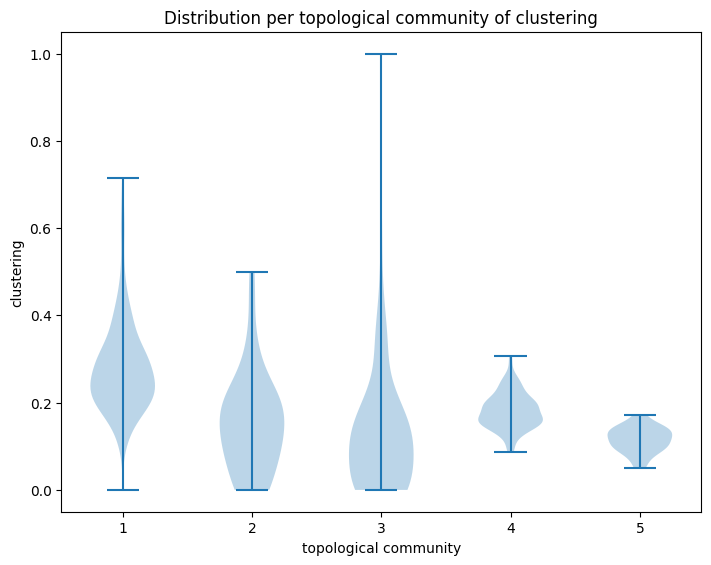 Distribution per topological community of clustering
1.0
0.8
0.6
0.4
0.2
0.0
clustering
1 2 3 4 5
topological community